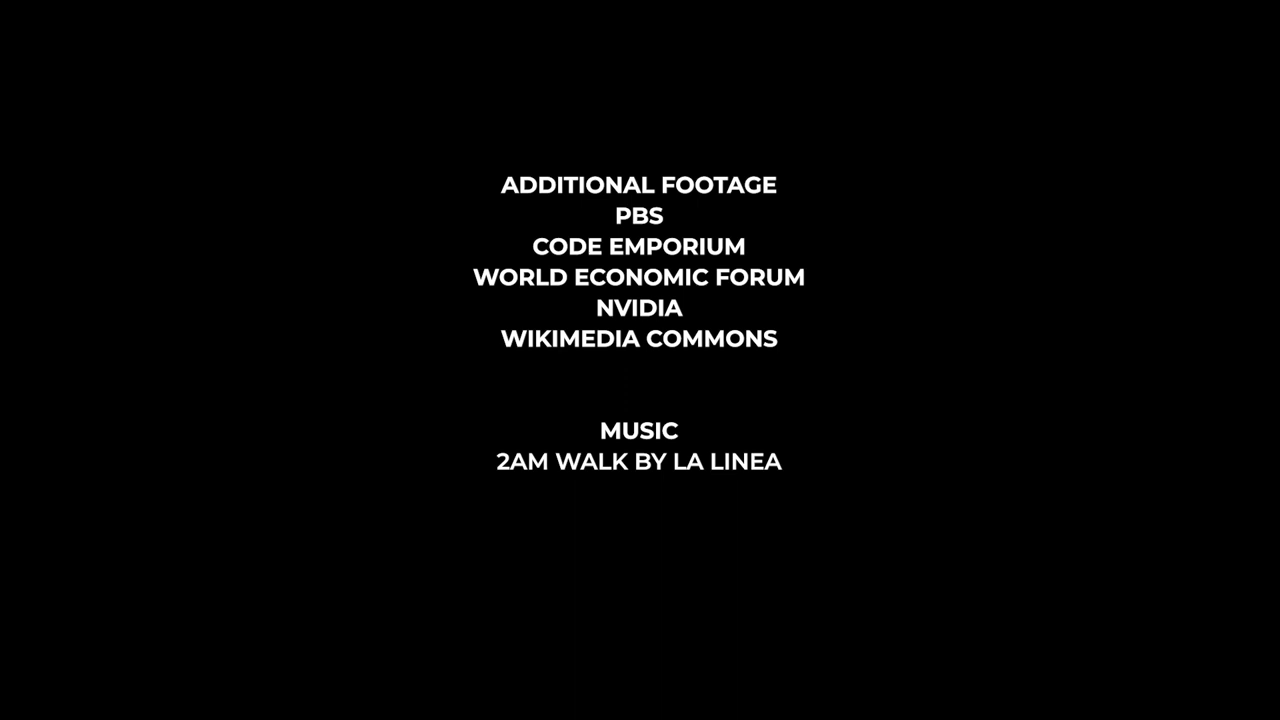 ADDITIONAL FOOTAGE
PBS
CODE EMPORIUM
WORLD ECONOMIC FORUM
NVIDIA
WIKIMEDIA COMMONS
MUSIC
2AM WALK BY LA LINEA